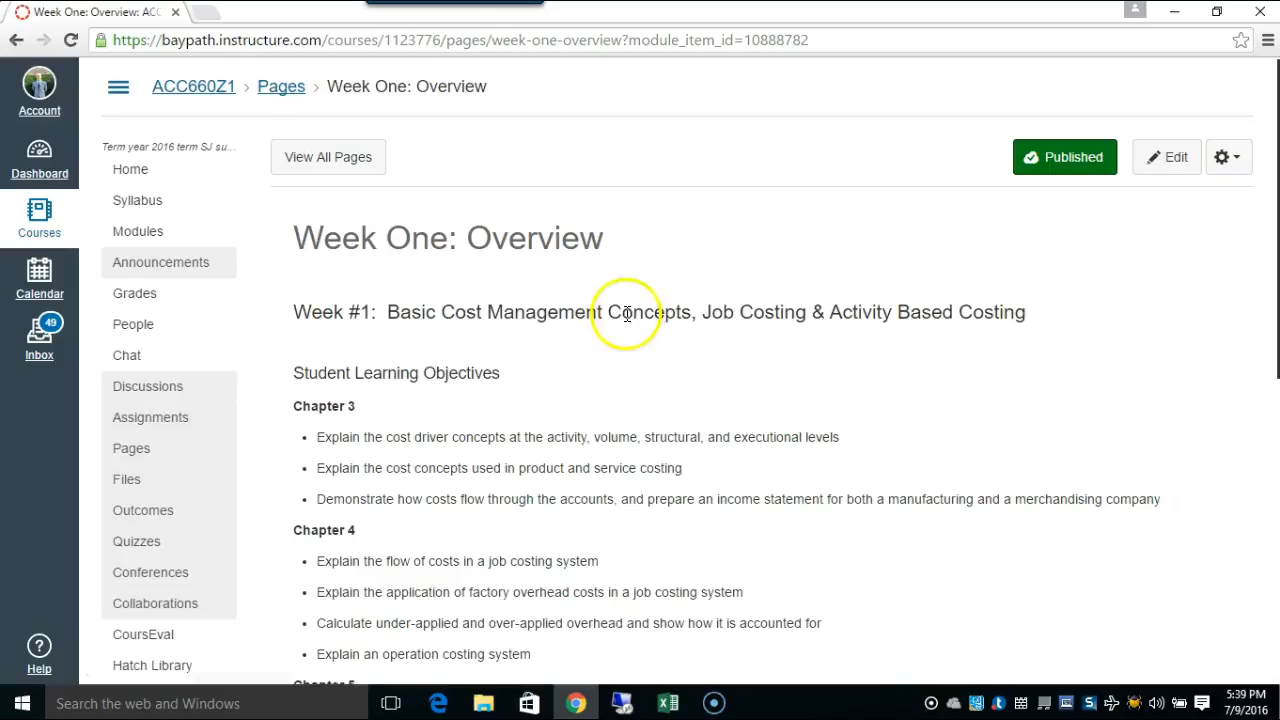 Week One: Overview: ACC
https://baypath.instructure.com/courses/1123776/pages/week-one-overview?module_item_id=10888782
ACC660Z1 > Pages > Week One: Overview
Account
Dashboard
Courses
Calendar
49
Inbox
Help
Term year 2016 term SJ su...
Home
Syllabus
Modules
Announcements
Grades
People
Chat
Discussions
Assignments
Pages
Files
Outcomes
Quizzes
Conferences
Collaborations
CoursEval
Hatch Library
View All Pages
Published
Edit
Week One: Overview
Week #1: Basic Cost Management Concepts, Job Costing & Activity Based Costing
Student Learning Objectives
Chapter 3
• Explain the cost driver concepts at the activity, volume, structural, and executional levels
• Explain the cost concepts used in product and service costing
• Demonstrate how costs flow through the accounts, and prepare an income statement for both a manufacturing and a merchandising company
Chapter 4
• Explain the flow of costs in a job costing system
• Explain the application of factory overhead costs in a job costing system
• Calculate under-applied and over-applied overhead and show how it is accounted for
• Explain an operation costing system
Chapter 5
Search the web and Windows
5:39 PM
7/9/2016